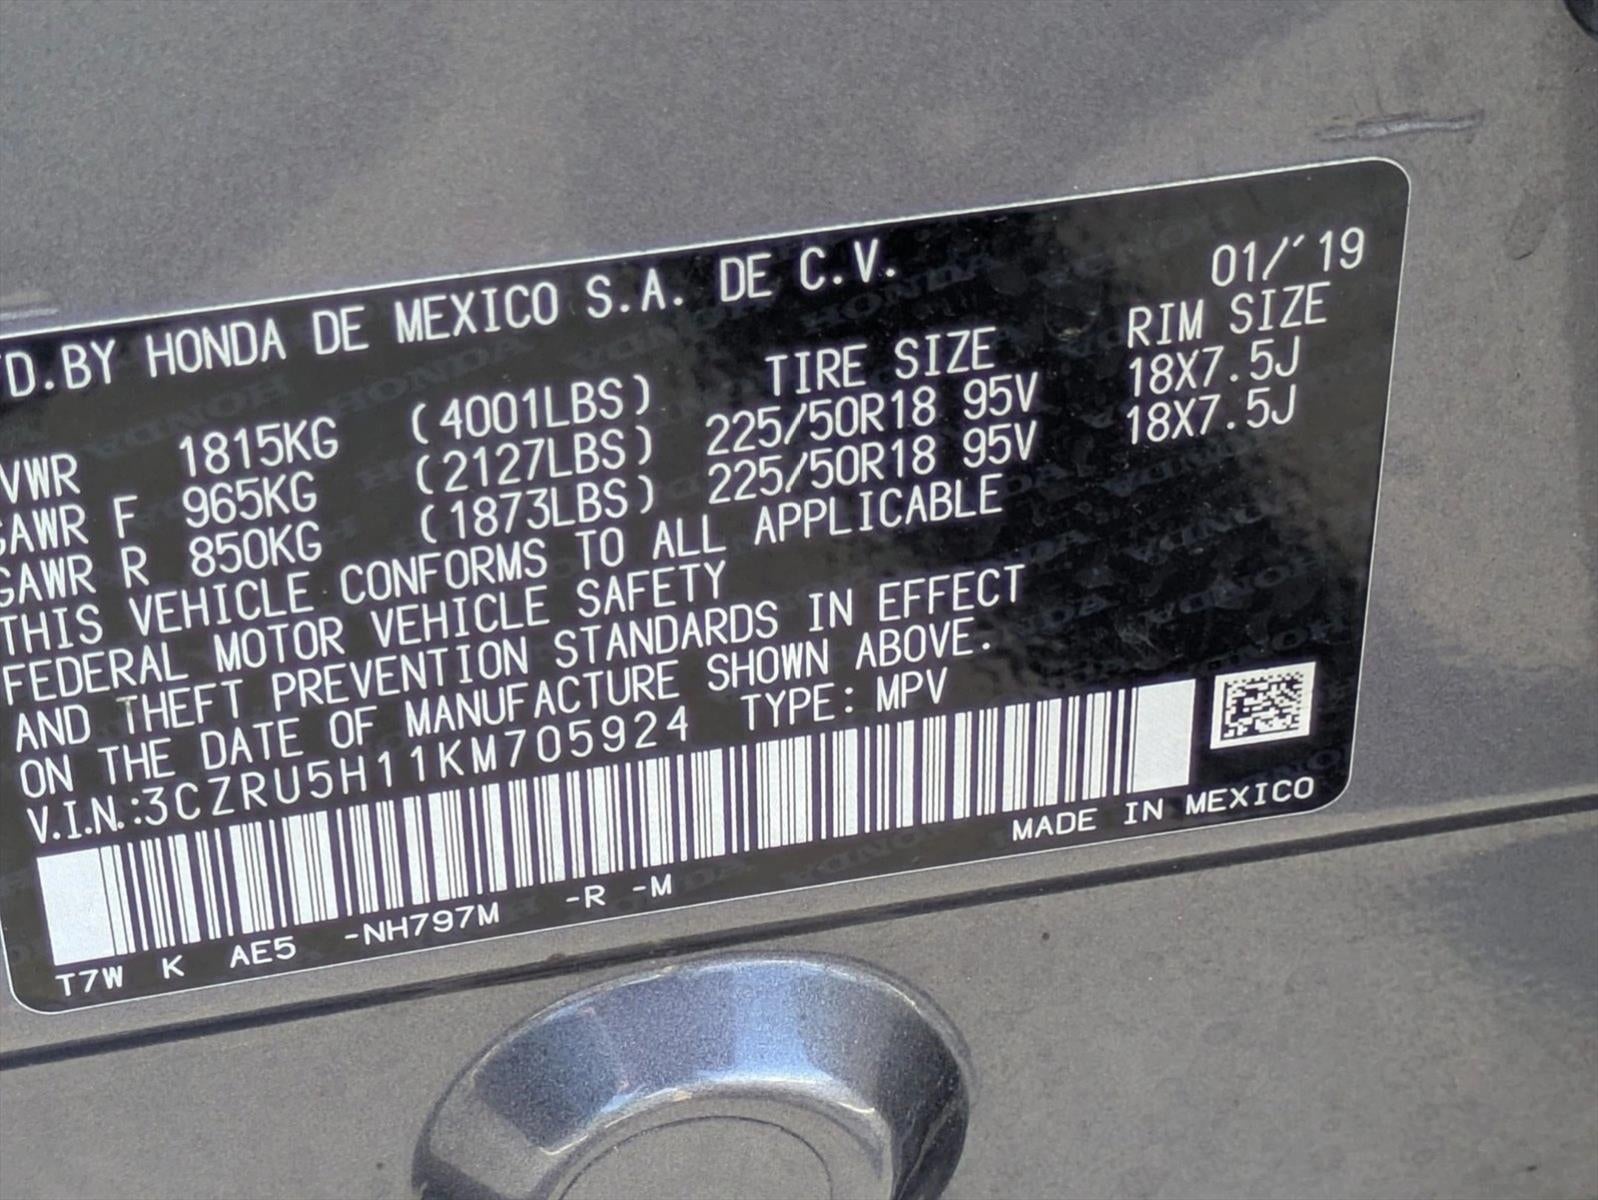 D.BY HONDA DE MEXICO S.A. DE C.V. 01/'19
TIRE SIZE RIM SIZE
VWR 1815KG (4001LBS) 225/50R18 95V 18X7.5J
GAWR F 965KG (2127LBS) 225/50R18 95V 18X7.5J
GAWR R 850KG (1873LBS)
THIS VEHICLE CONFORMS TO ALL APPLICABLE
FEDERAL MOTOR VEHICLE SAFETY
AND THEFT PREVENTION STANDARDS IN EFFECT
ON THE DATE OF MANUFACTURE SHOWN ABOVE.
V.I.N.:3CZRU5H11KM705924 TYPE: MPV
MADE IN MEXICO
T7W K AE5 -NH797M -R -M